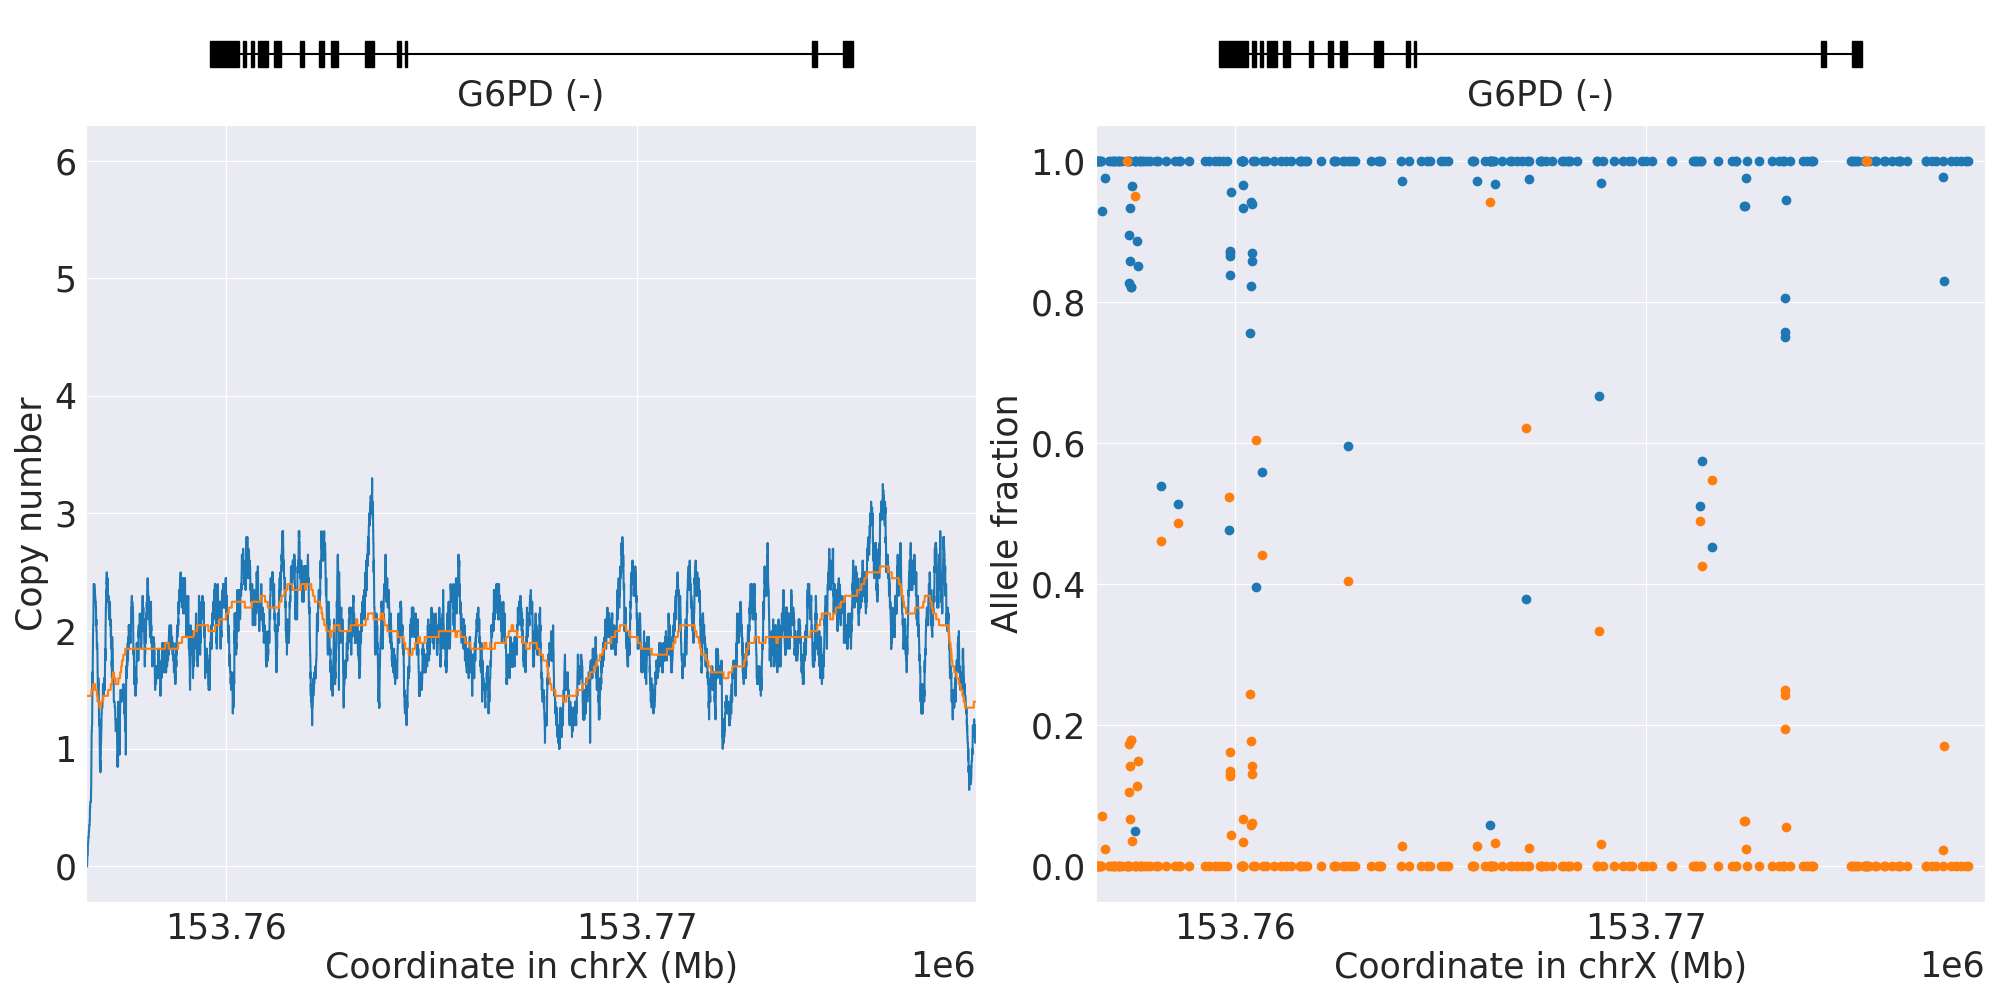 G6PD (-)
6
5
4
3
2
1
0
Copy number
153.76
153.77
Coordinate in chrX (Mb)
1e6
G6PD (-)
1.0
0.8
0.6
0.4
0.2
0.0
Allele fraction
153.76
153.77
Coordinate in chrX (Mb)
1e6